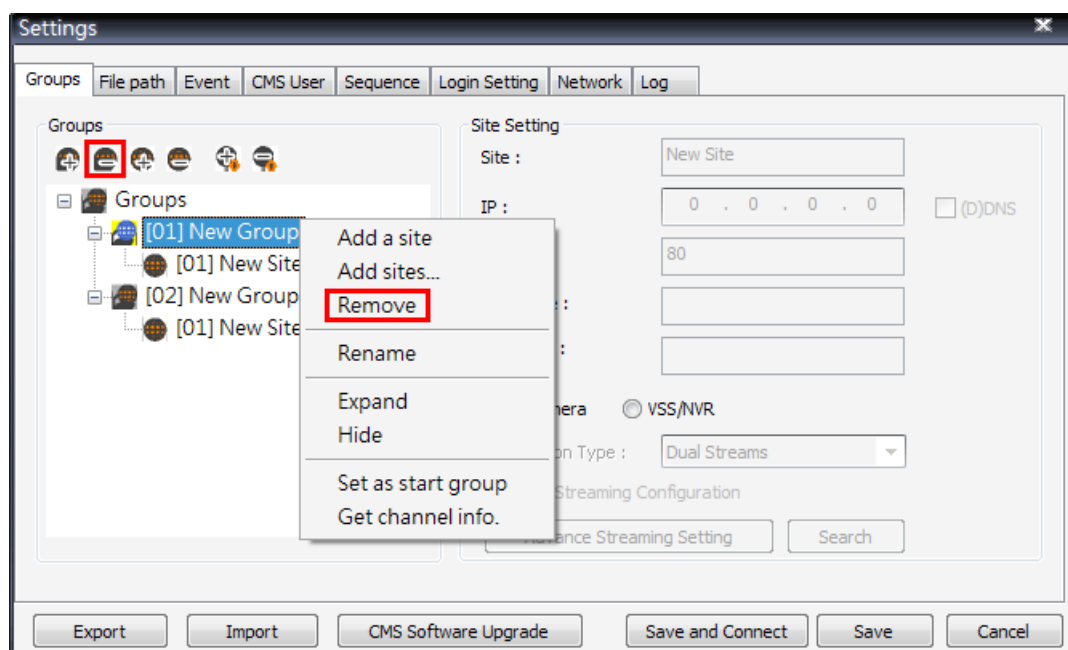 Settings
Groups File path Event CMS User Sequence Login Setting Network Log
Groups
Site Setting
Groups
[01] New Group
[01] New Site
[02] New Group
[01] New Site
Add a site
Add sites...
Remove
Rename
Expand
Hide
Set as start group
Get channel info.
Site : New Site
IP : 0 . 0 . 0 . 0 (D)DNS
80
:
:
VSS/NVR
Type : Dual Streams
Streaming Configuration
Streaming Setting Search
Export Import CMS Software Upgrade Save and Connect Save Cancel